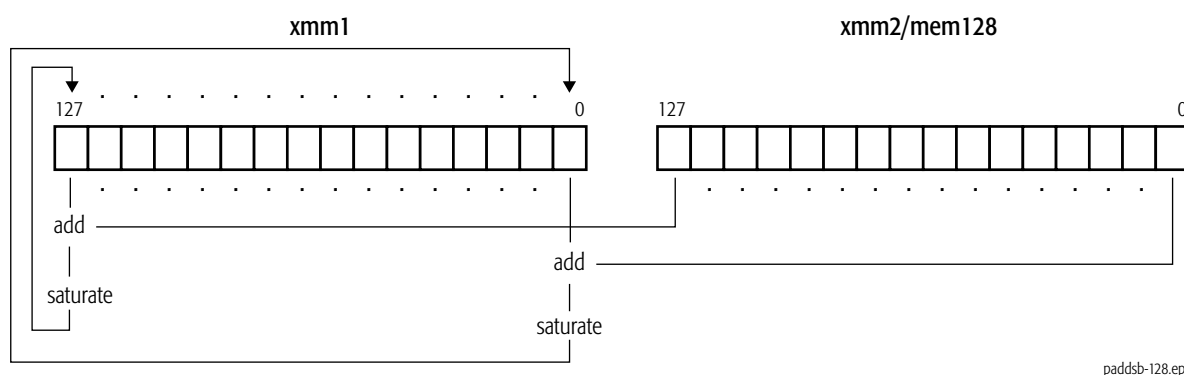 xmm1 xmm2/mem128
127 0 127 0
add
add
saturate
saturate
paddsb-128.ep